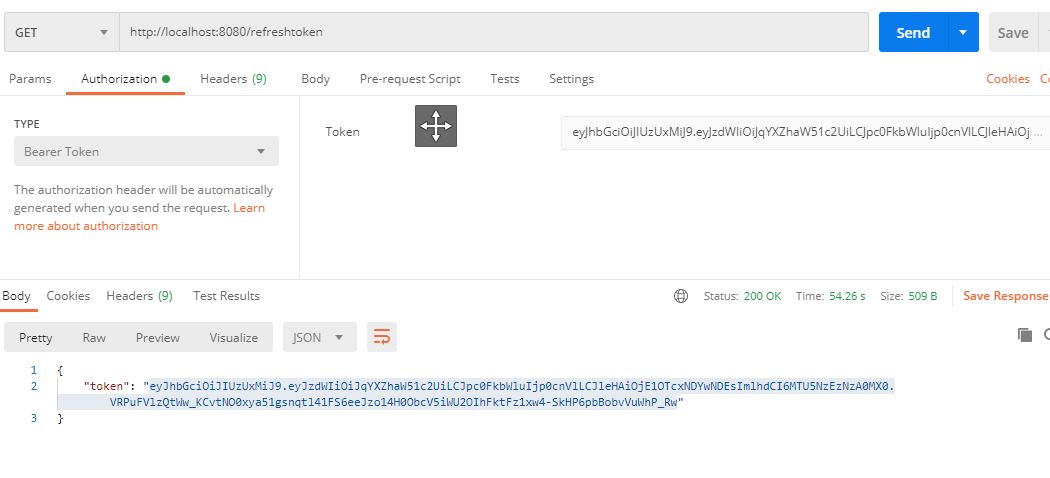 GET http://localhost:8080/refreshtoken Send Save
Params Authorization Headers (9) Body Pre-request Script Tests Settings Cookies
TYPE
Bearer Token
The authorization header will be automatically
generated when you send the request. Learn
more about authorization
Token eyJhbGciOiJIUzUxMiJ9.eyJzdWIiOiJqYXZhaW51c2UiLCJpc0FkbWluIjp0cnVlLCJleHAiOj ...
Body Cookies Headers (9) Test Results Status: 200 OK Time: 54.26 s Size: 509 B Save Response
Pretty Raw Preview Visualize JSON
1 {
2 "token": "eyJhbGciOiJIUzUxMiJ9.eyJzdWIiOiJqYXZhaW51c2UiLCJpc0FkbWluIjp0cnVlLCJleHAiOjE1OTcxNDYwNDEsImlhdCI6MTU5NzEzNzA0MX0.
VRPuFVlzQtWw_KCvtNO0xya51gsnqtl41FS6eeJzo14H0ObcV5iWU2OIhFktFz1xw4-SkHP6pbBobvVuWhP_Rw"
3 }